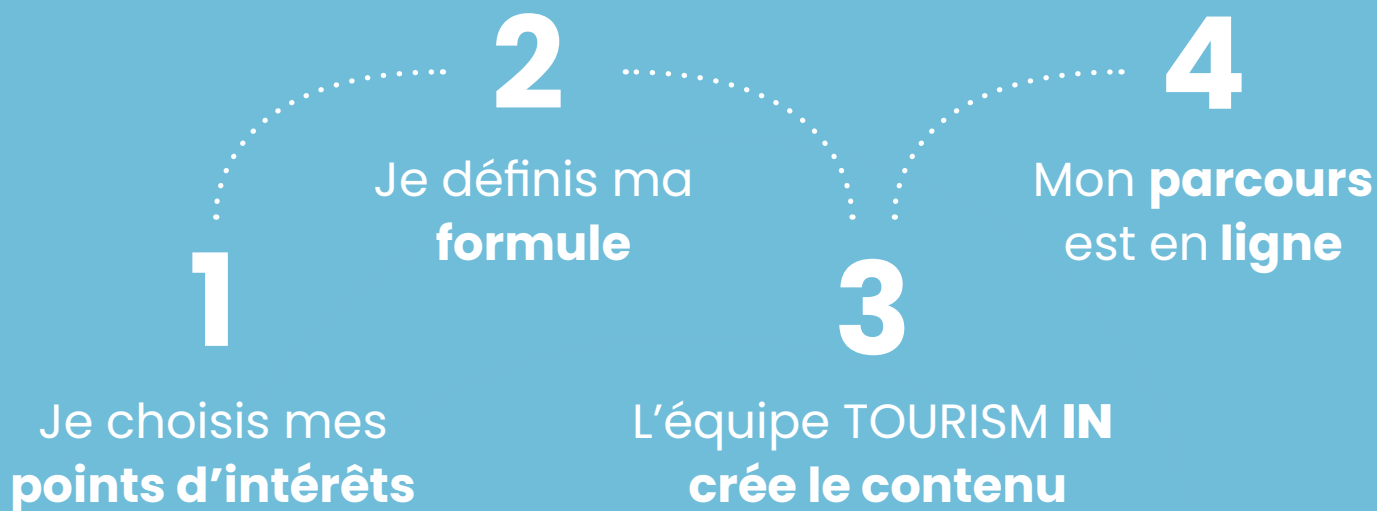 1
Je choisis mes
points d’intérêts
2
Je définis ma
formule
3
L’équipe TOURISM IN
crée le contenu
4
Mon parcours
est en ligne